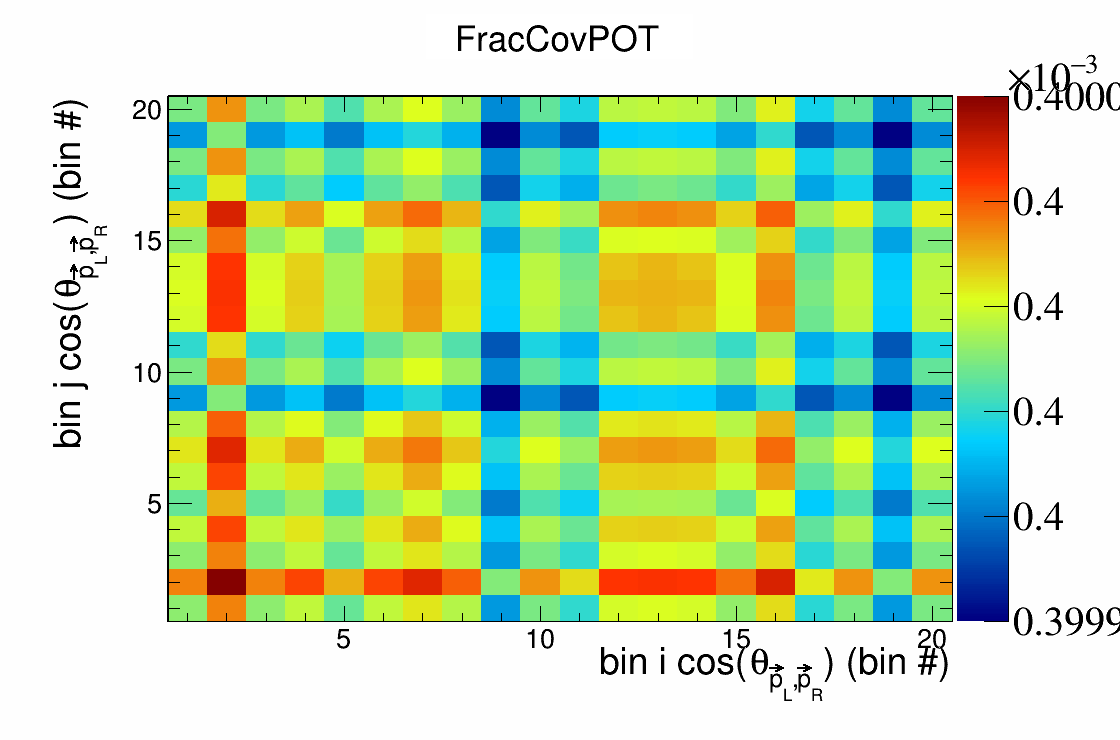 FracCovPOT
×10⁻³
0.4000
0.4
0.4
0.4
0.4
0.3999
20
15
10
5
bin j cos(θ p⃗L,p⃗R) (bin #)
5 10 15 20
bin i cos(θ p⃗L,p⃗R) (bin #)